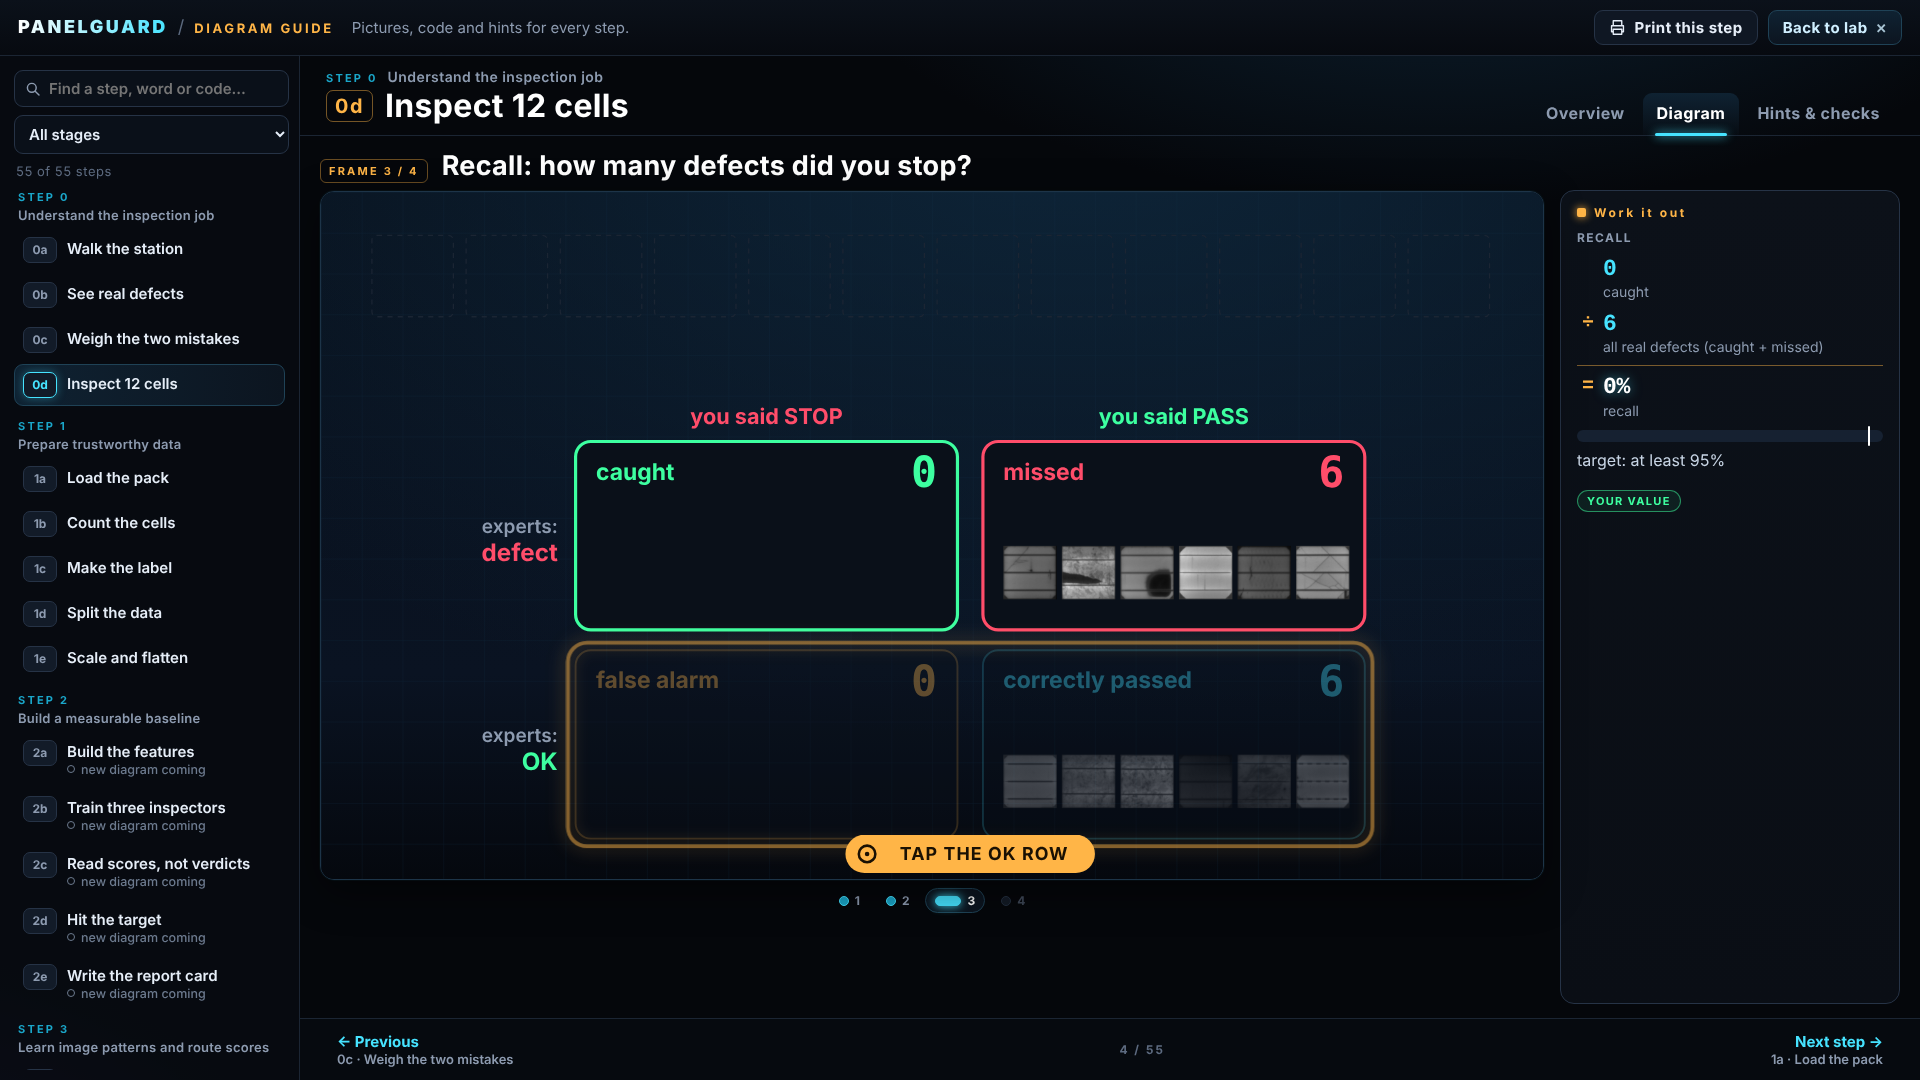 PANELGUARD / DIAGRAM GUIDE Pictures, code and hints for every step.
Print this step
Back to lab ×
Find a step, word or code...
All stages
55 of 55 steps
STEP 0
Understand the inspection job
0a Walk the station
0b See real defects
0c Weigh the two mistakes
0d Inspect 12 cells
STEP 1
Prepare trustworthy data
1a Load the pack
1b Count the cells
1c Make the label
1d Split the data
1e Scale and flatten
STEP 2
Build a measurable baseline
2a Build the features
new diagram coming
2b Train three inspectors
new diagram coming
2c Read scores, not verdicts
new diagram coming
2d Hit the target
new diagram coming
2e Write the report card
new diagram coming
STEP 3
Learn image patterns and route scores
STEP 0 Understand the inspection job
0d Inspect 12 cells
Overview
Diagram
Hints & checks
FRAME 3 / 4 Recall: how many defects did you stop?
you said STOP
you said PASS
experts:
defect
caught 0
missed 6
experts:
OK
false alarm 0
correctly passed 6
TAP THE OK ROW
1 2 3 4
Work it out
RECALL
0
caught
÷ 6
all real defects (caught + missed)
= 0%
recall
target: at least 95%
YOUR VALUE
← Previous
0c · Weigh the two mistakes
4 / 55
Next step →
1a · Load the pack